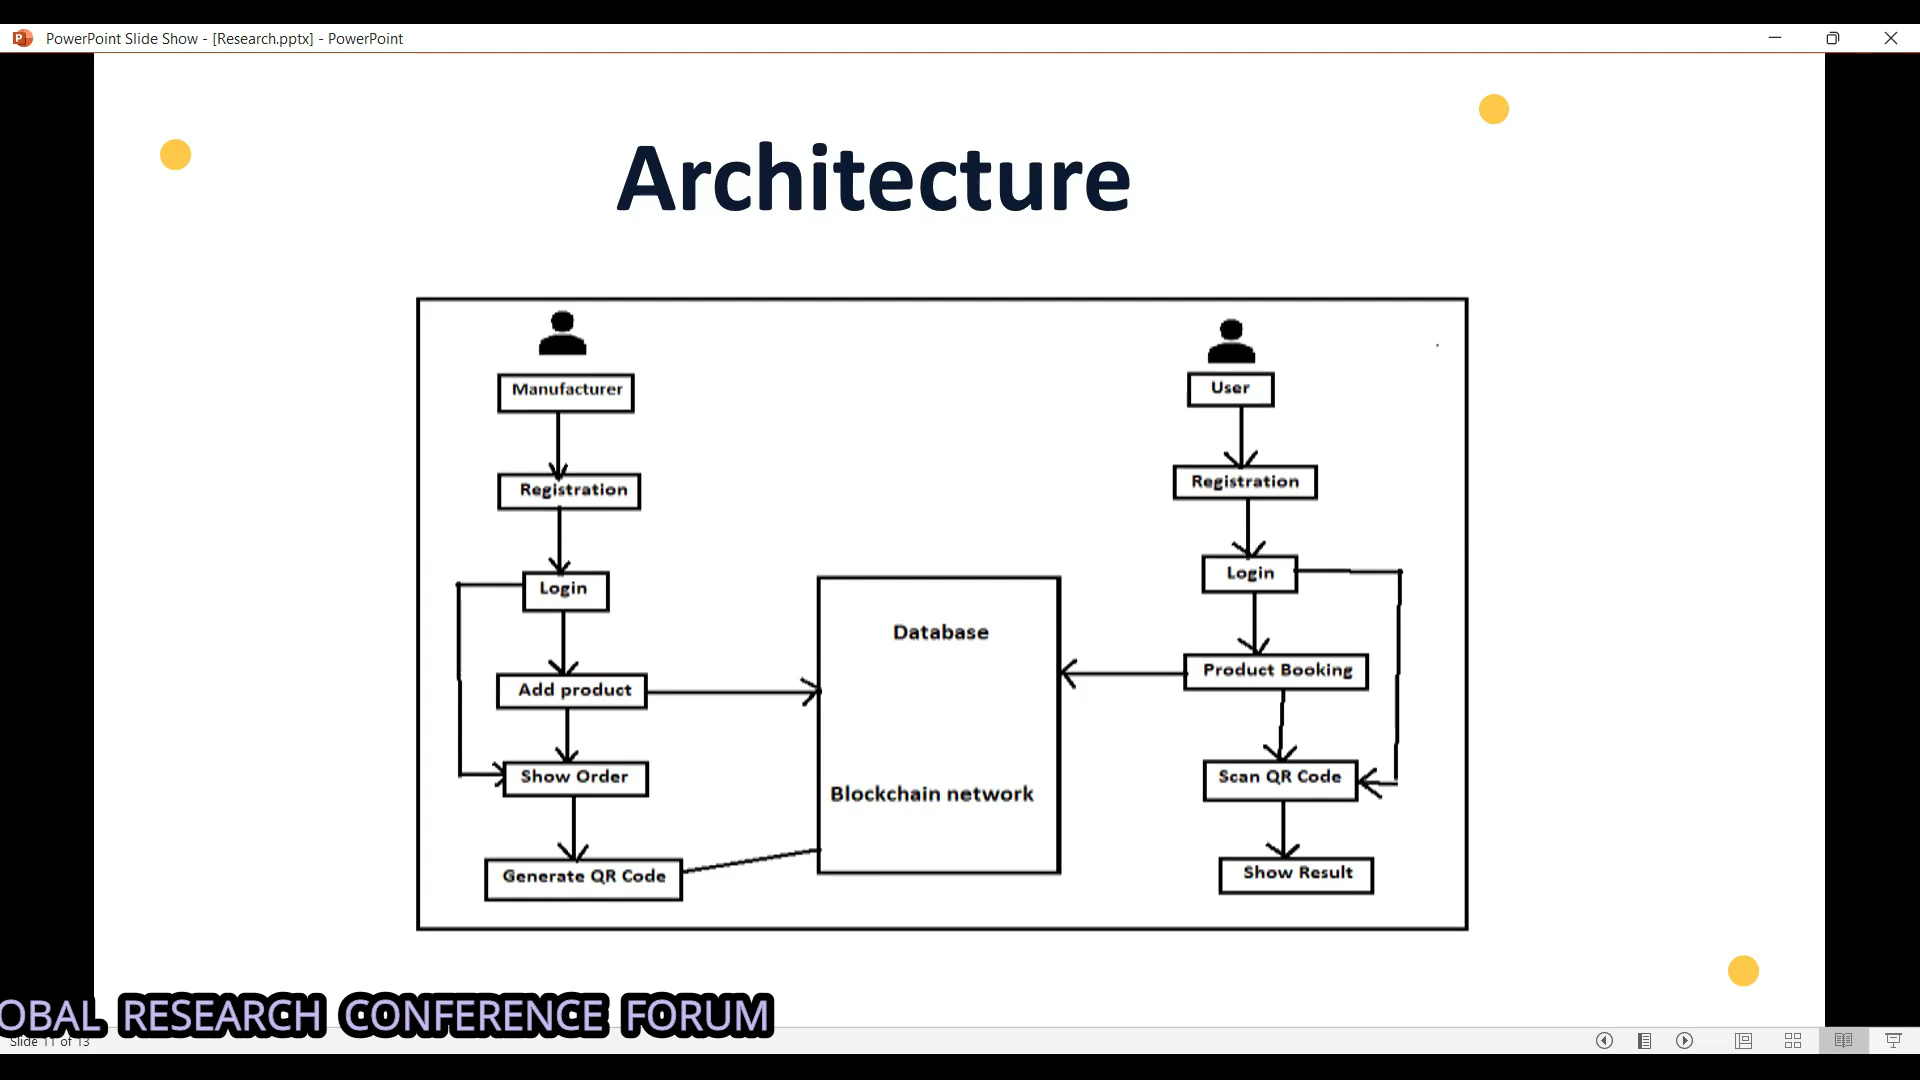 PowerPoint Slide Show - [Research.pptx] - PowerPoint
Architecture
Manufacturer
Registration
Login
Add product
Show Order
Generate QR Code
Database
Blockchain network
User
Registration
Login
Product Booking
Scan QR Code
Show Result
OBAL RESEARCH CONFERENCE FORUM
Slide 11 of 13